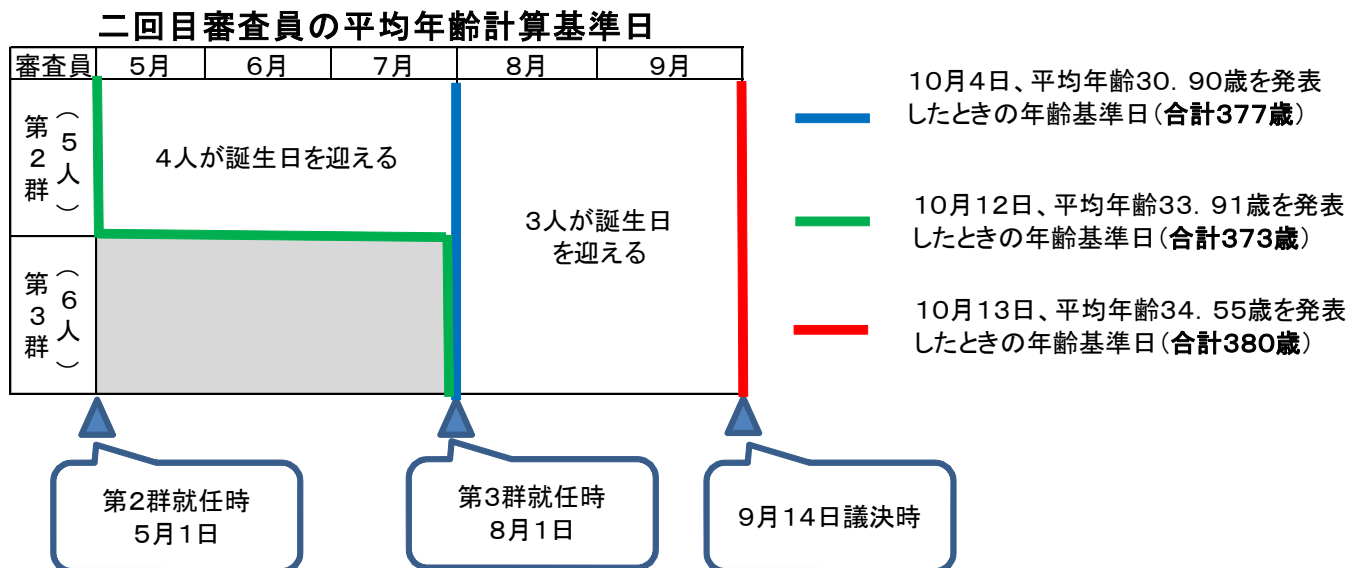 二回目審査員の平均年齢計算基準日
審査員 5月 6月 7月 8月 9月
第2群(5人)
4人が誕生日を迎える
第3群(6人)
3人が誕生日
を迎える
10月4日、平均年齢30．90歳を発表
したときの年齢基準日(合計377歳)
10月12日、平均年齢33．91歳を発表
したときの年齢基準日(合計373歳)
10月13日、平均年齢34．55歳を発表
したときの年齢基準日(合計380歳)
第2群就任時
5月1日
第3群就任時
8月1日
9月14日議決時